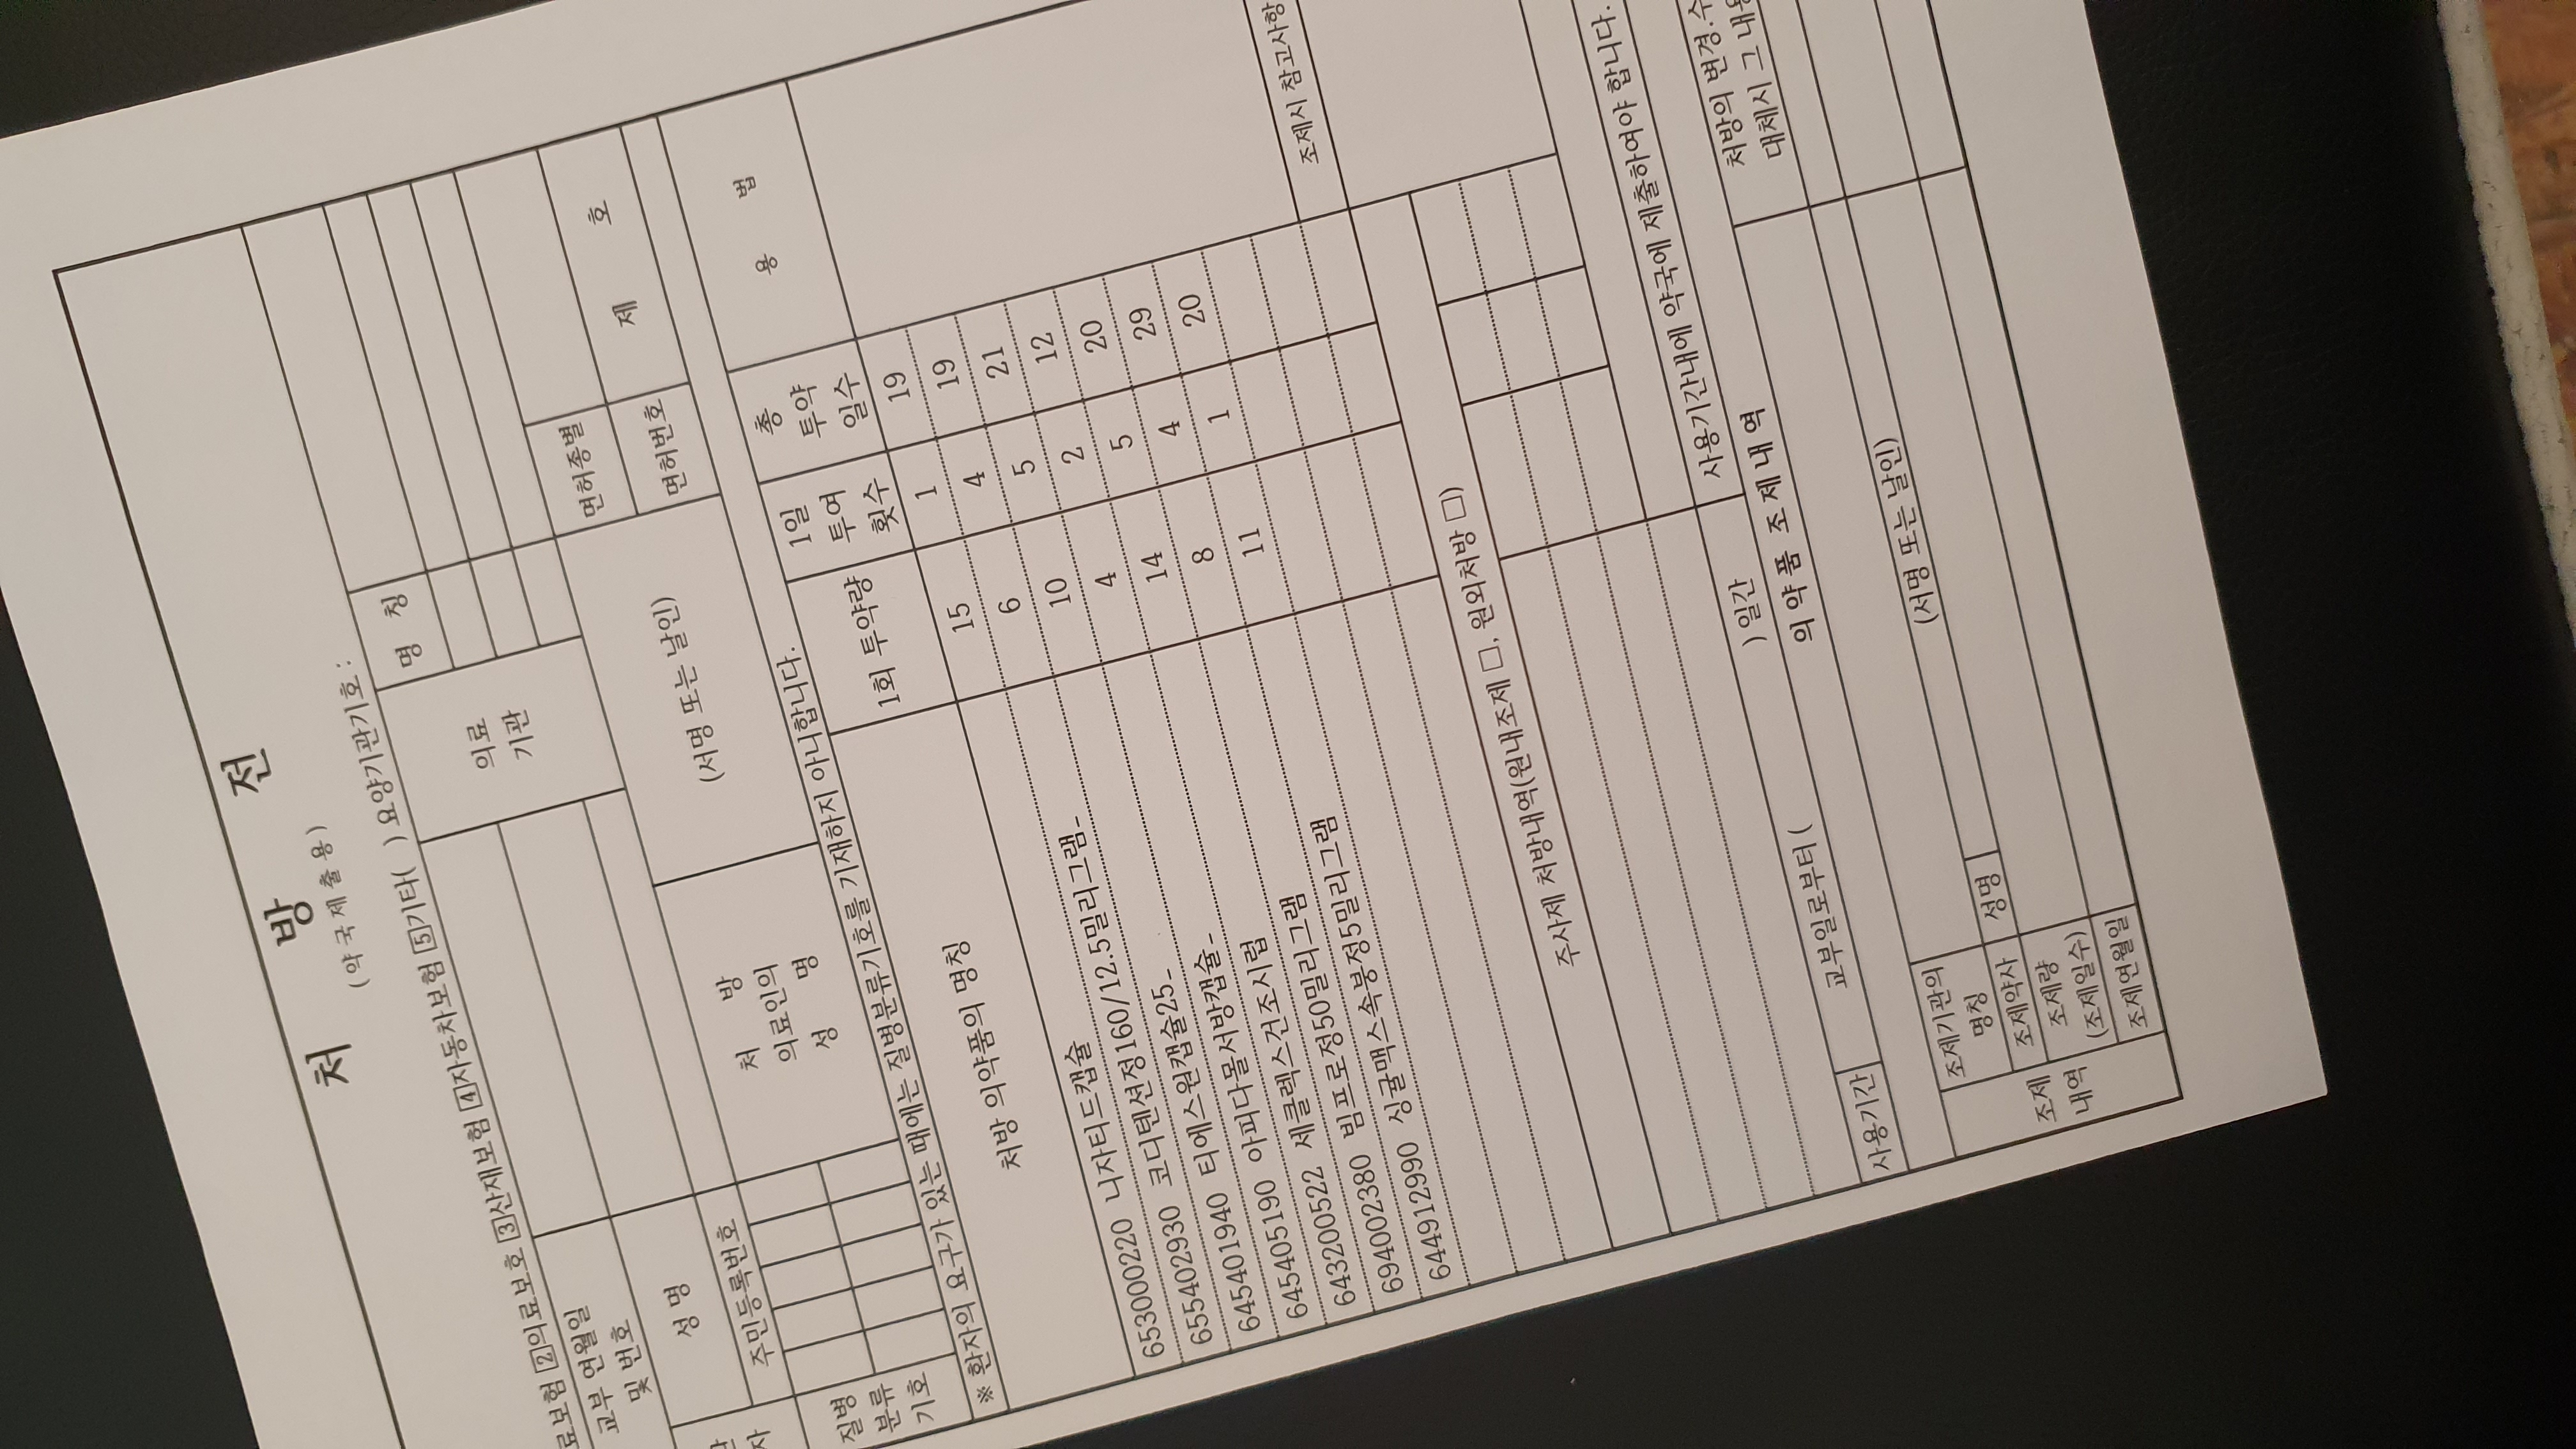 처 방 전
(약국제출용)
료보험 2의료보호 3산재보험 4자동차보험 5기타( ) 요양기관기호 :
교부 연월일
및 번호
의료
기관
명 칭
성 명
주민등록번호
처 방
의료인의
성 명
(서명 또는 날인)
면허종별
면허번호
제 호
질병
분류
기호
※ 환자의 요구가 있는 때에는 질병분류기호를 기재하지 아니합니다.
처방 의약품의 명칭
1회 투약량
1일
투여
횟수
총
투약
일수
용 법
653000220 니자티드캡슐 15 1 19
655402930 코디텐션정160/12.5밀리그램_ 6 4 19
645401940 티에스원캡슐25_ 10 5 21
645405190 아피다몰서방캡슐_ 4 2 12
643200522 세클렉스건조시럽 14 5 20
694002380 빔프로정50밀리그램 8 4 29
644912990 싱귤맥스속붕정5밀리그램 11 1 20
조제시 참고사항
주사제 처방내역(원내조제 □, 원외처방 □)
사용기간
교부일로부터 ( ) 일간
사용기간내에 약국에 제출하여야 합니다.
의 약 품 조 제 내 역
처방의 변경.수
대체시 그 내용
조제
내역
조제기관의
명칭
조제약사
성명
(서명 또는 날인)
조제량
(조제일수)
조제연월일